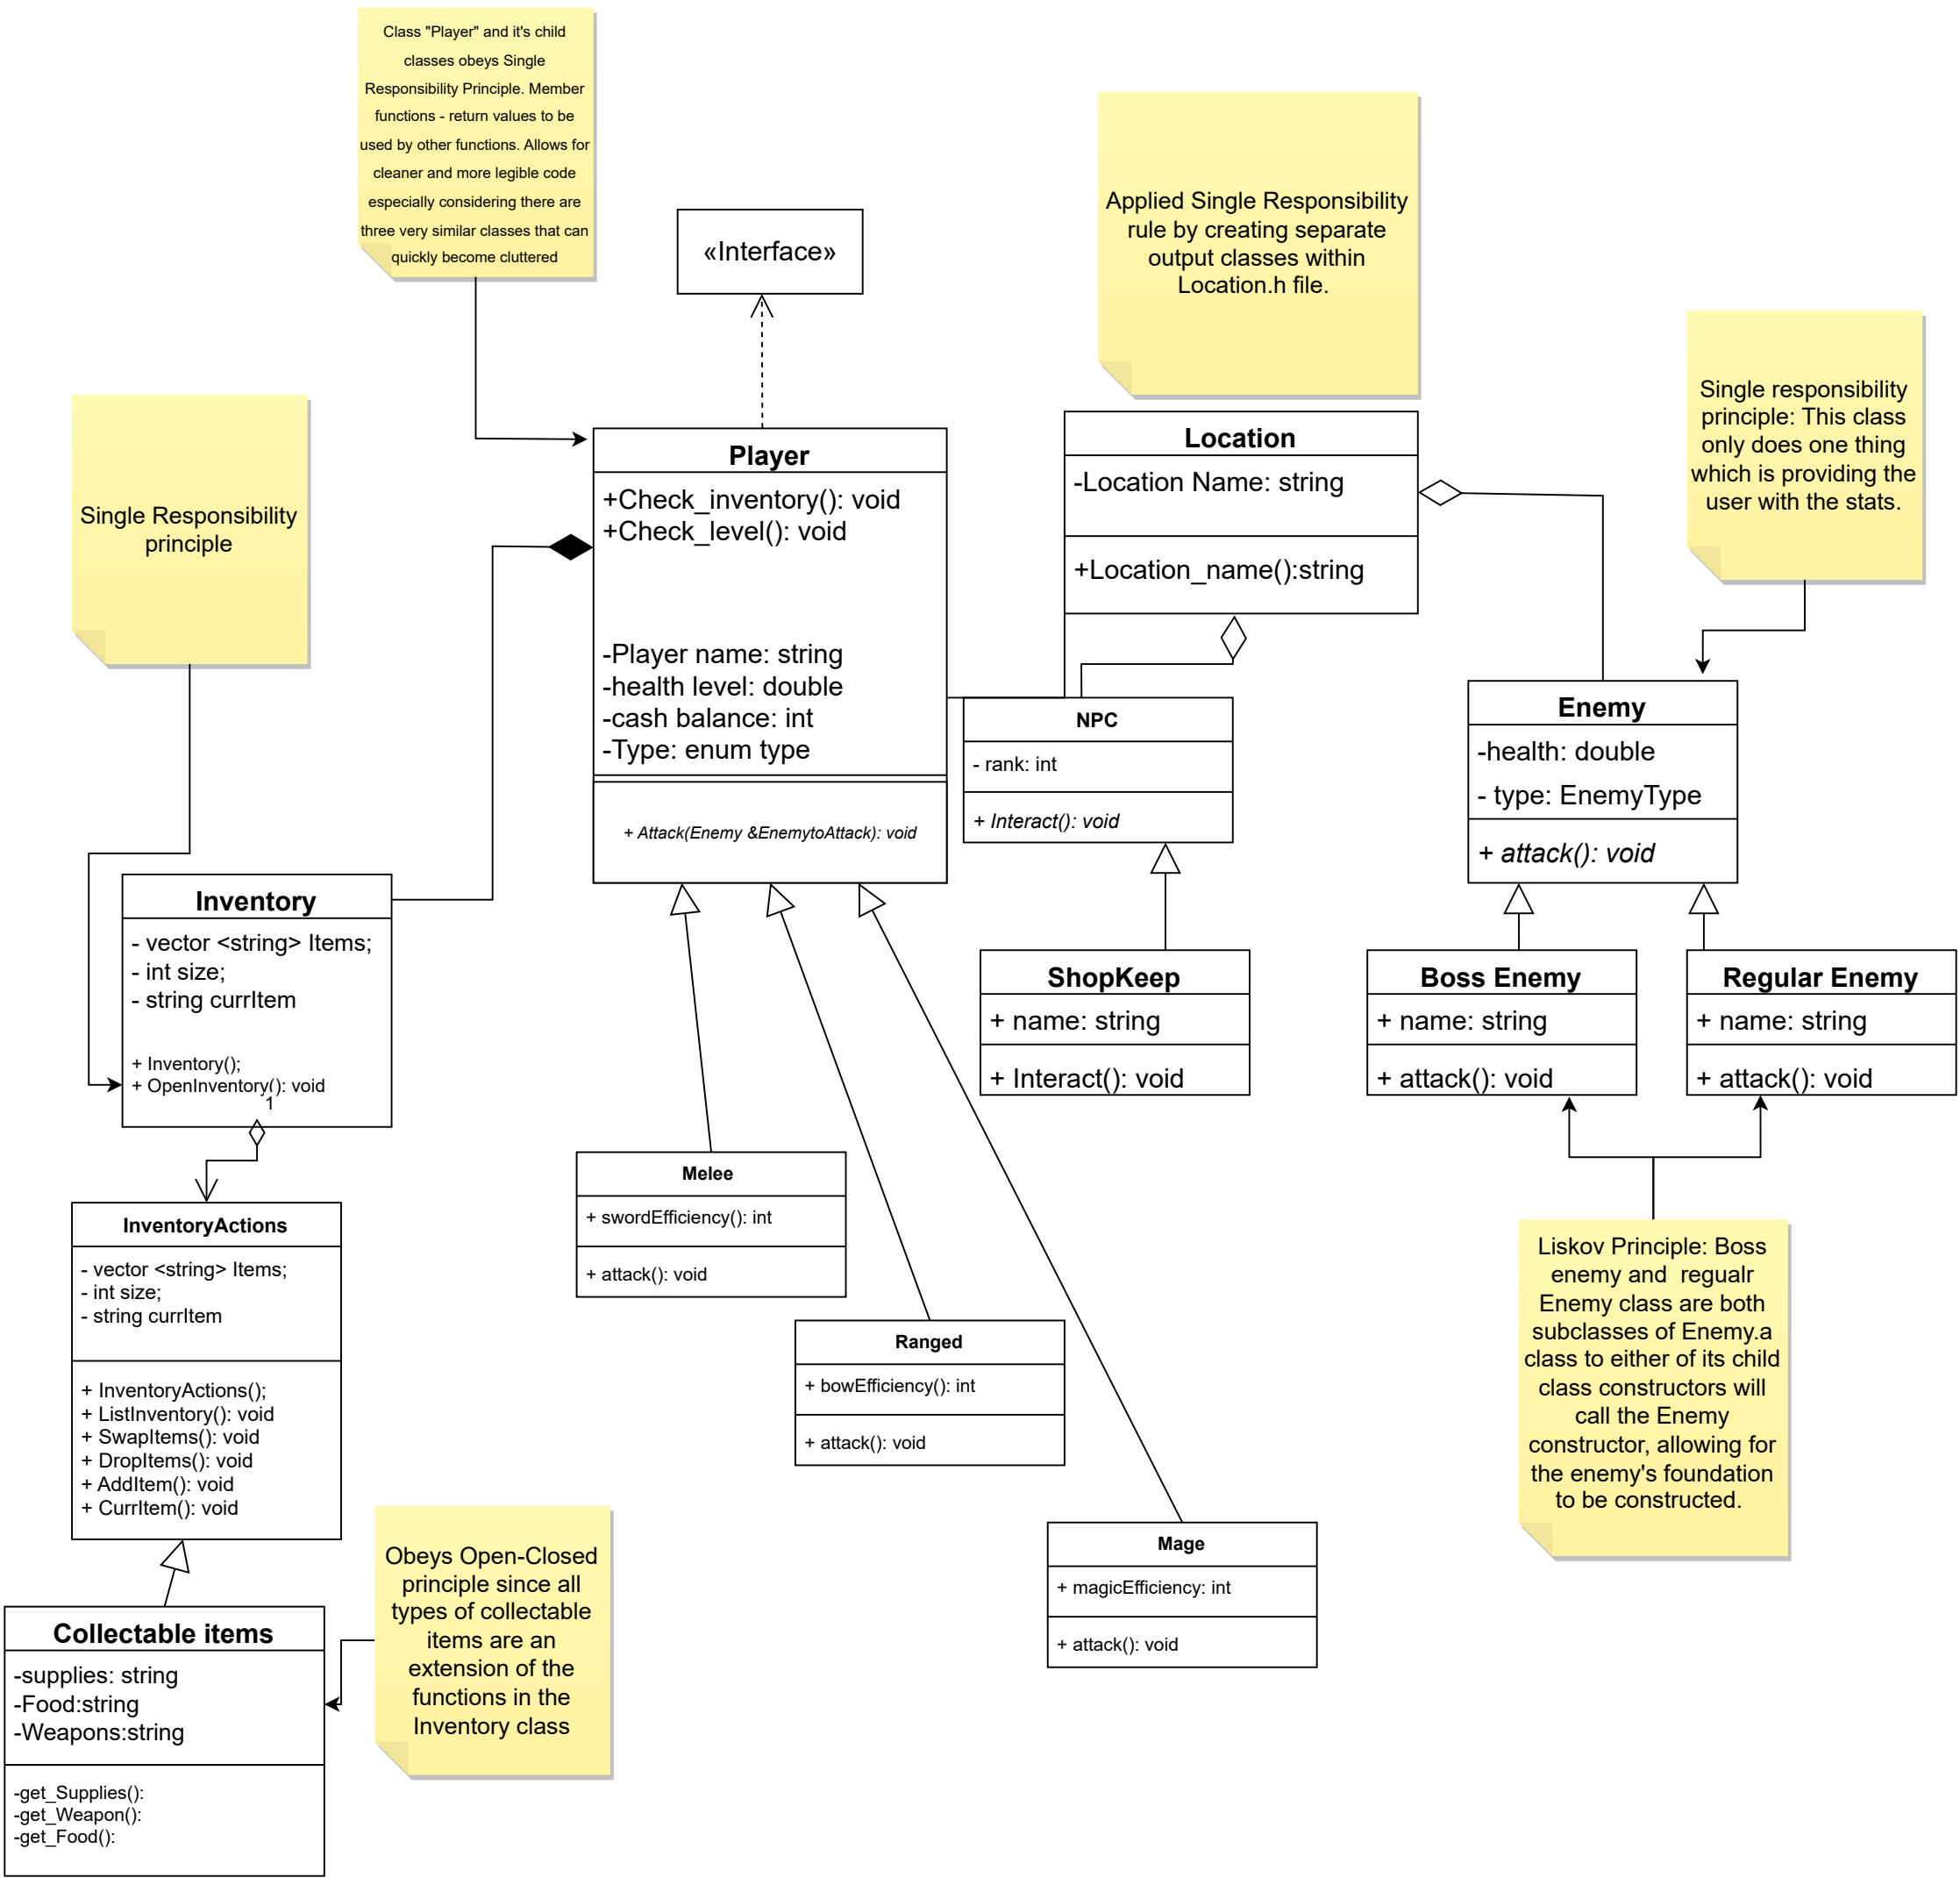 Class "Player" and it's child
classes obeys Single
Responsibility Principle. Member
functions - return values to be
used by other functions. Allows for
cleaner and more legible code
especially considering there are
three very similar classes that can
quickly become cluttered
«Interface»
Applied Single Responsibility
rule by creating separate
output classes within
Location.h file.
Single responsibility
principle: This class
only does one thing
which is providing the
user with the stats.
Single Responsibility
principle
Player
+Check_inventory(): void
+Check_level(): void
-Player name: string
-health level: double
-cash balance: int
-Type: enum type
+ Attack(Enemy &EnemytoAttack): void
Location
-Location Name: string
+Location_name():string
NPC
- rank: int
+ Interact(): void
Enemy
-health: double
- type: EnemyType
+ attack(): void
Inventory
- vector <string> Items;
- int size;
- string currItem
+ Inventory();
+ OpenInventory(): void
1
ShopKeep
+ name: string
+ Interact(): void
Boss Enemy
+ name: string
+ attack(): void
Regular Enemy
+ name: string
+ attack(): void
InventoryActions
- vector <string> Items;
- int size;
- string currItem
+ InventoryActions();
+ ListInventory(): void
+ SwapItems(): void
+ DropItems(): void
+ AddItem(): void
+ CurrItem(): void
Melee
+ swordEfficiency(): int
+ attack(): void
Ranged
+ bowEfficiency(): int
+ attack(): void
Mage
+ magicEfficiency: int
+ attack(): void
Liskov Principle: Boss
enemy and  regualr
Enemy class are both
subclasses of Enemy.a
class to either of its child
class constructors will
call the Enemy
constructor, allowing for
the enemy's foundation
to be constructed.
Collectable items
-supplies: string
-Food:string
-Weapons:string
-get_Supplies():
-get_Weapon():
-get_Food():
Obeys Open-Closed
principle since all
types of collectable
items are an
extension of the
functions in the
Inventory class